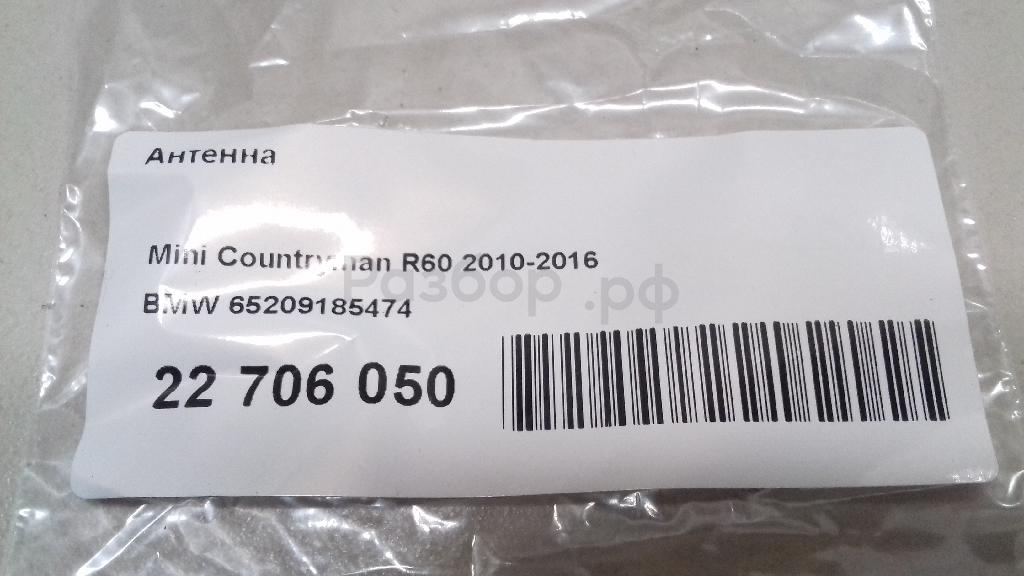 Антенна
Mini Countryman R60 2010-2016
Разбор.рф
BMW 65209185474
22 706 050